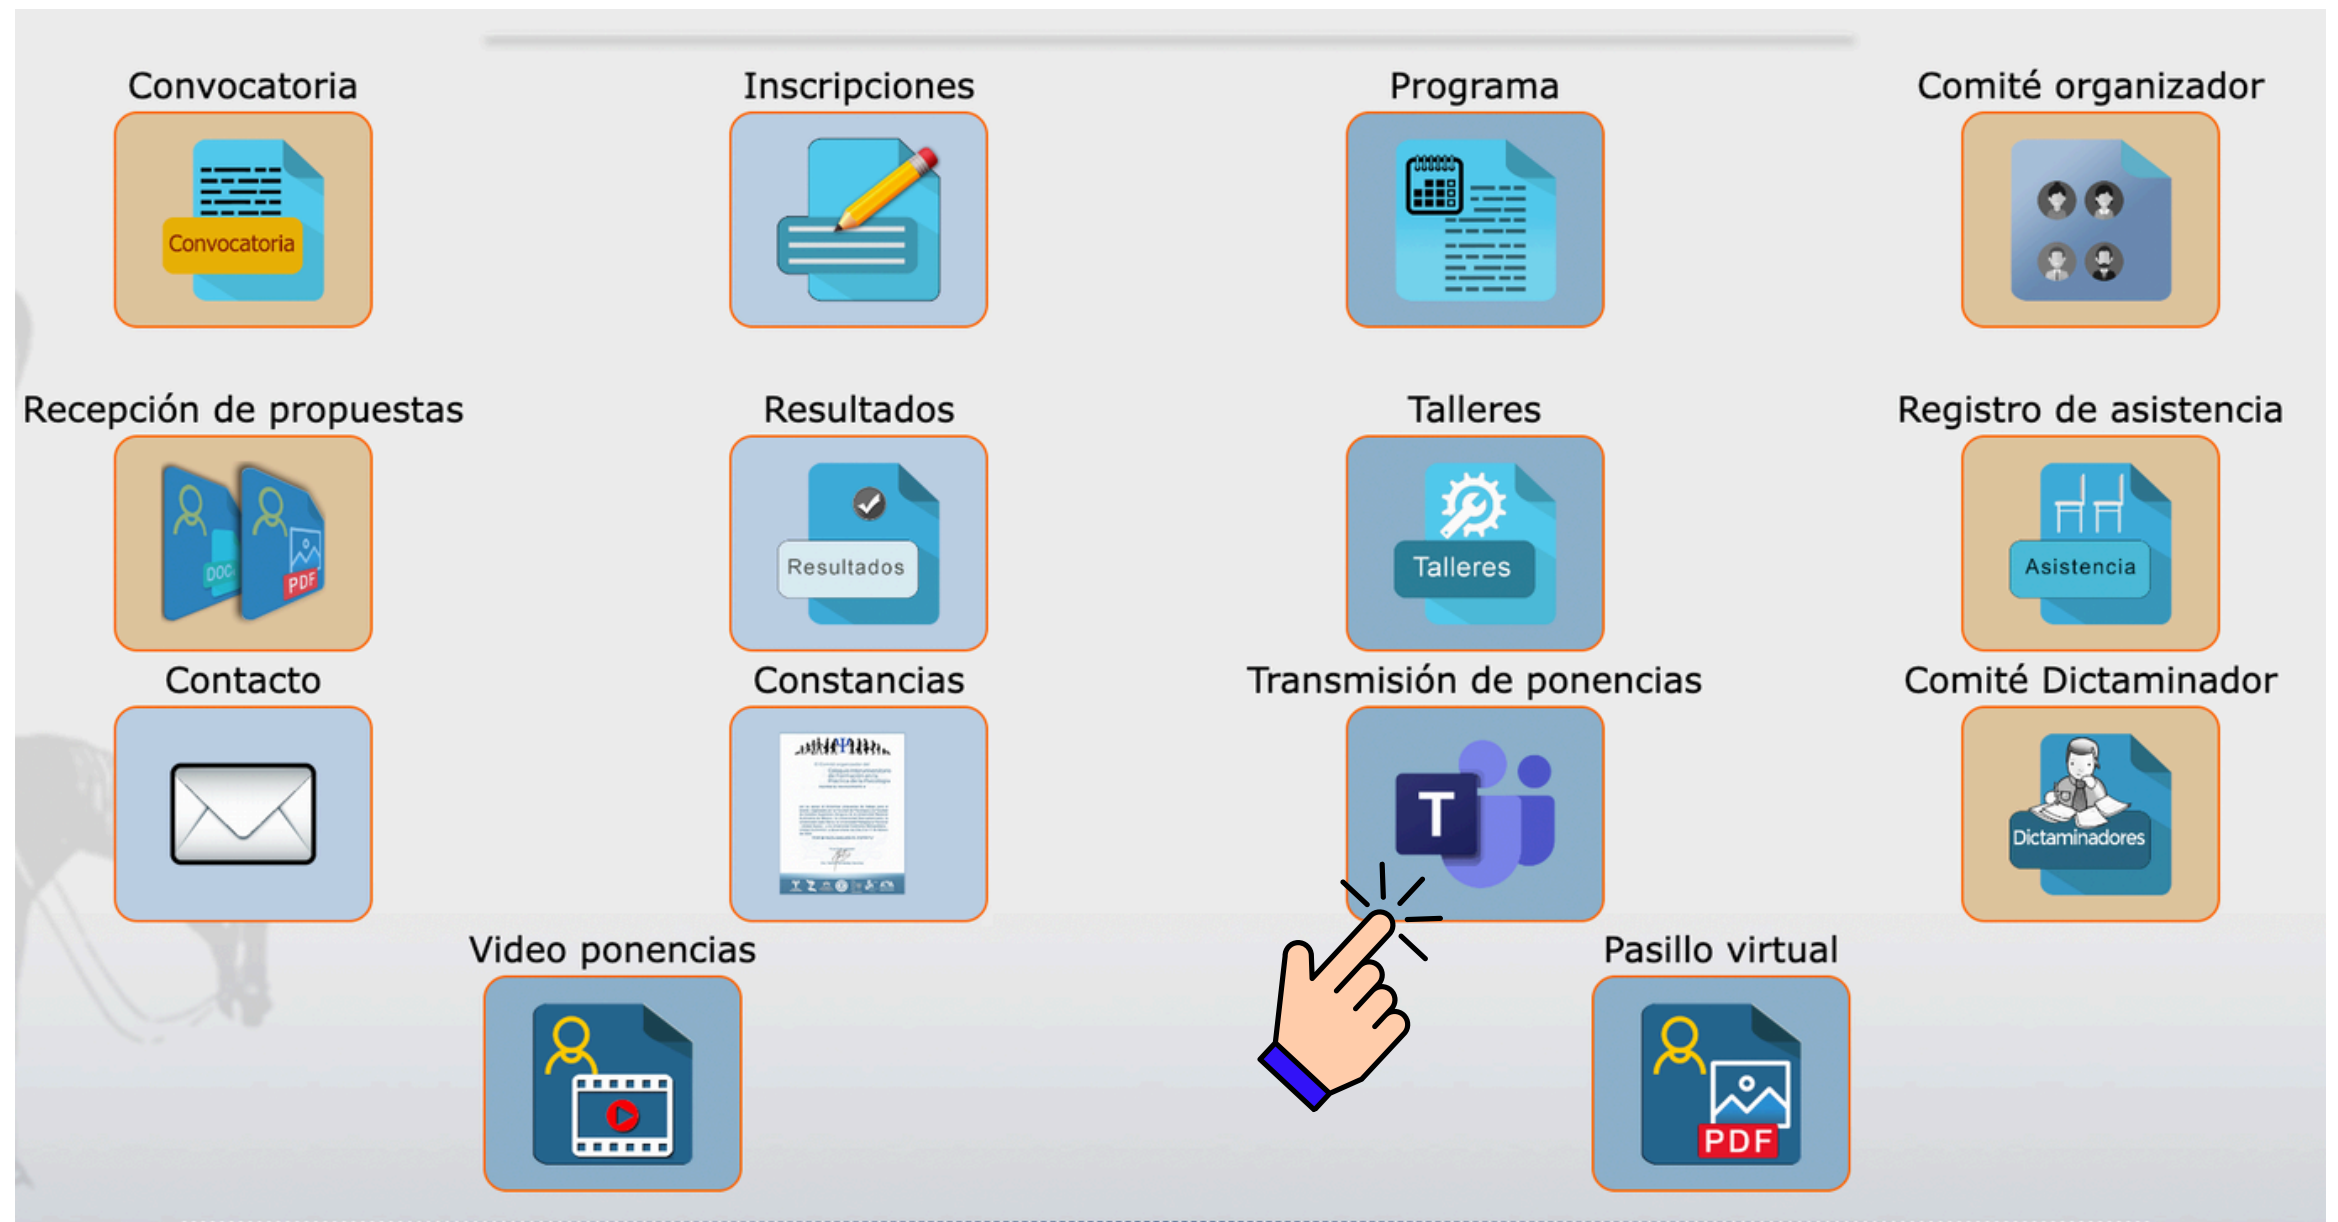 Convocatoria
Inscripciones
Programa
Comité organizador
Convocatoria
Recepción de propuestas
Resultados
Talleres
Registro de asistencia
DOC
PDF
Resultados
Talleres
Asistencia
Contacto
Constancias
Transmisión de ponencias
Comité Dictaminador
T
Dictaminadores
Video ponencias
Pasillo virtual
PDF